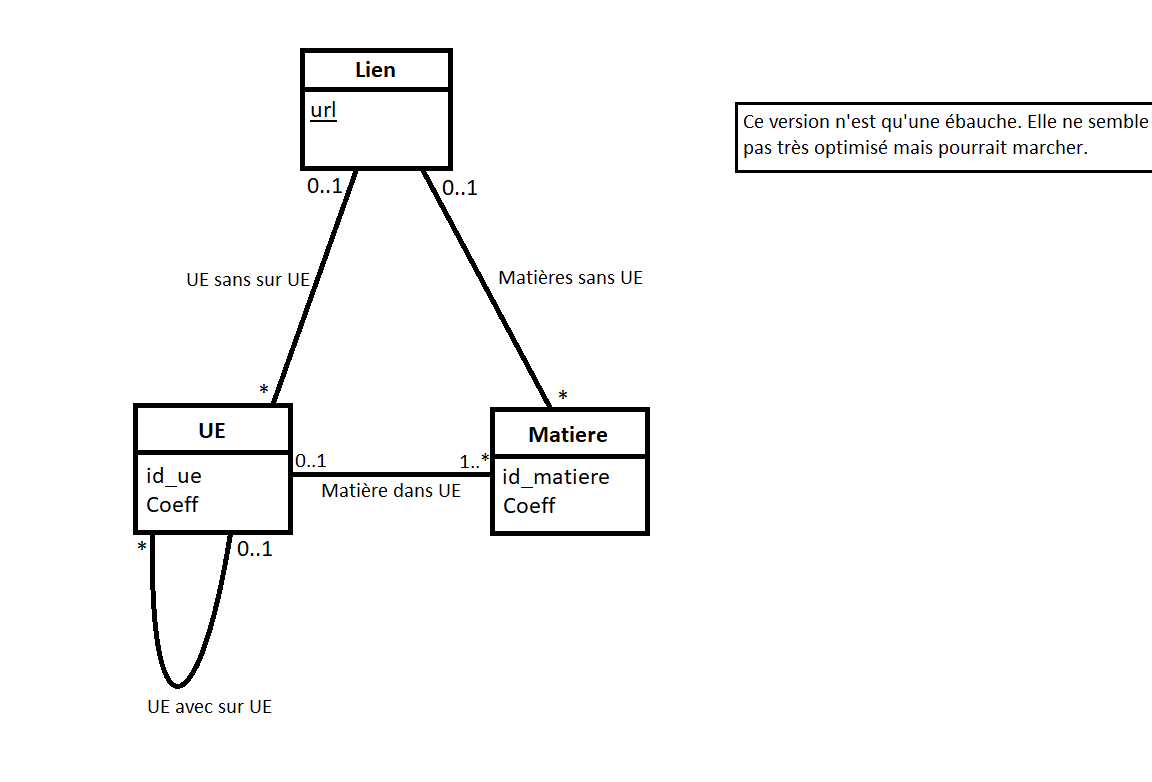 Lien
url
Ce version n'est qu'une ébauche. Elle ne semble
pas très optimisé mais pourrait marcher.
0..1
0..1
UE sans sur UE
Matières sans UE
*
*
UE
Matiere
0..1
1..*
id_ue
Coeff
Matière dans UE
id_matiere
Coeff
*
0..1
UE avec sur UE